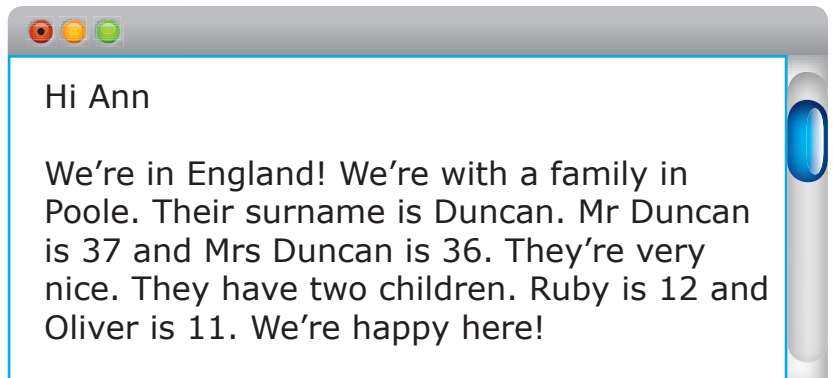 Hi Ann
We’re in England! We’re with a family in
Poole. Their surname is Duncan. Mr Duncan
is 37 and Mrs Duncan is 36. They’re very
nice. They have two children. Ruby is 12 and
Oliver is 11. We’re happy here!